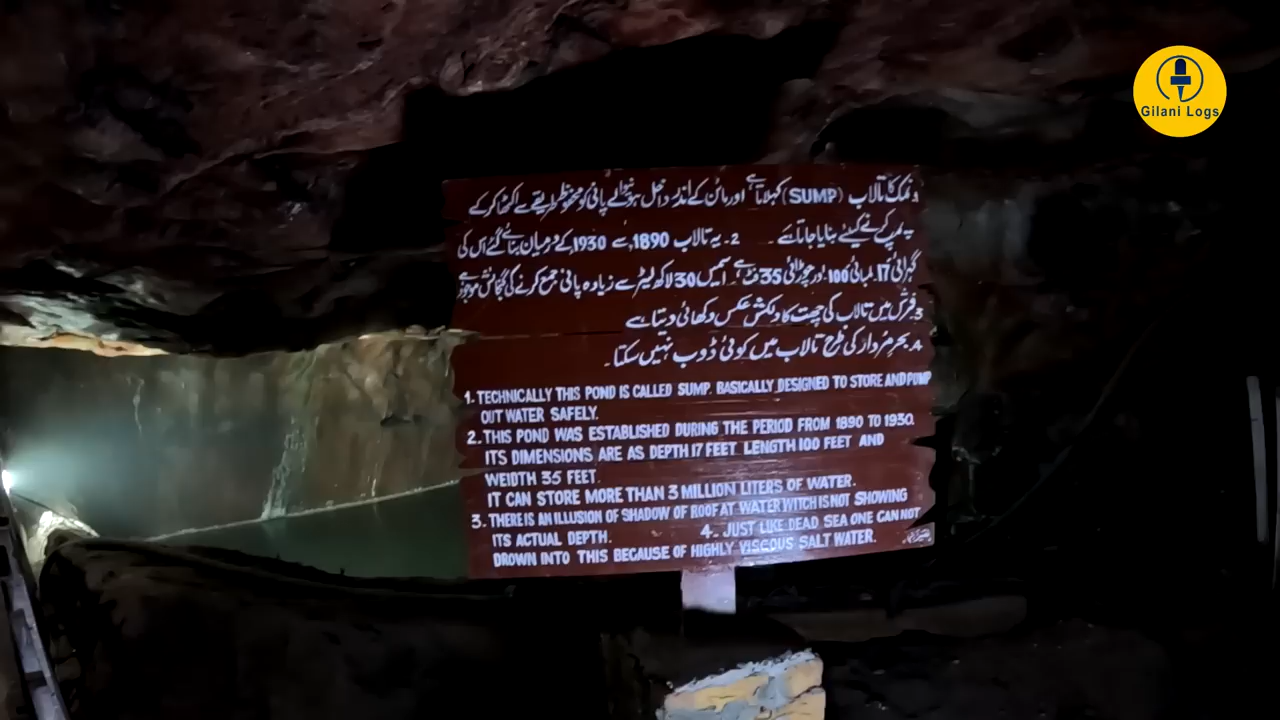 Gilani Logs
نمک کا تالاب (SUMP) کہلاتا ہے اور مائن کے اندر داخل ہونیوالے پانی کو محفوظ طریقے سے اکٹھا کر کے
پمپ کرنے کیلئے بنایا جاتا ہے۔ 2۔ یہ تالاب 1890ء سے 1930ء کے درمیان بنائے گئے اس کی
گہرائی 17 لمبائی 100 اور چوڑائی 35 فٹ ہے۔ اسمیں 30 لاکھ لیٹر سے زیادہ پانی جمع کرنے کی گنجائش موجود ہے
3۔ فرش میں تالاب کی چھت کا دلکش عکس دکھائی دیتا ہے
4۔ بحر مردار کی طرح تالاب میں کوئی ڈوب نہیں سکتا۔
1. TECHNICALLY THIS POND IS CALLED SUMP. BASICALLY DESIGNED TO STORE AND PUMP
OUT WATER SAFELY.
2. THIS POND WAS ESTABLISHED DURING THE PERIOD FROM 1890 TO 1930.
ITS DIMENSIONS ARE AS DEPTH 17 FEET LENGTH 100 FEET AND
WEIDTH 35 FEET.
IT CAN STORE MORE THAN 3 MILLION LITERS OF WATER.
3. THERE IS AN ILLUSION OF SHADOW OF ROOF AT WATER WITCH IS NOT SHOWING
ITS ACTUAL DEPTH. 4. JUST LIKE DEAD SEA ONE CAN NOT
DROWN INTO THIS BECAUSE OF HIGHLY VISCOUS SALT WATER.